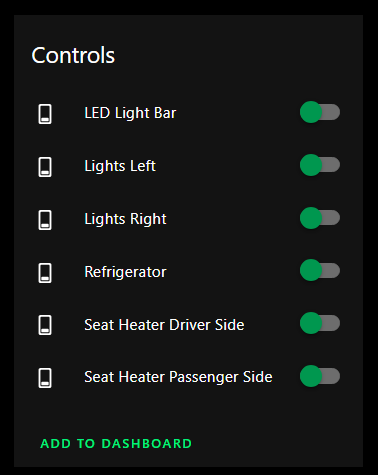 Controls
LED Light Bar
Lights Left
Lights Right
Refrigerator
Seat Heater Driver Side
Seat Heater Passenger Side
ADD TO DASHBOARD